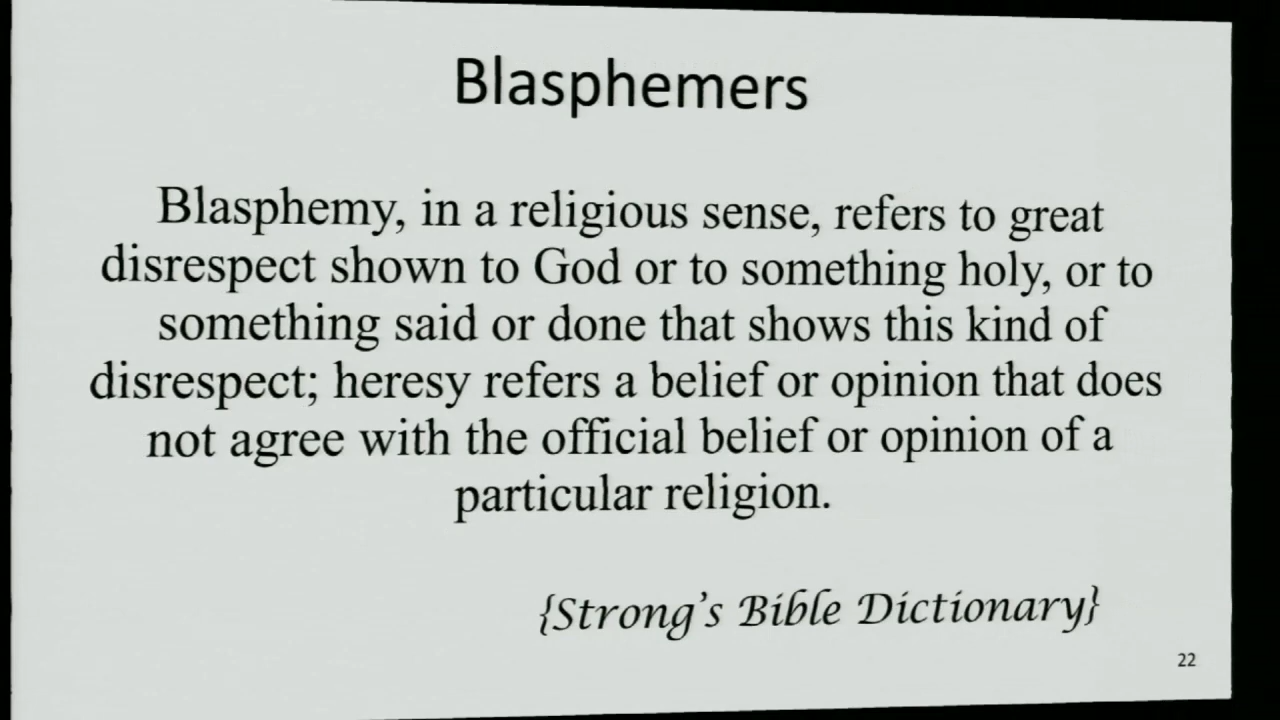 Blasphemers
Blasphemy, in a religious sense, refers to great
disrespect shown to God or to something holy, or to
something said or done that shows this kind of
disrespect; heresy refers a belief or opinion that does
not agree with the official belief or opinion of a
particular religion.
{Strong's Bible Dictionary}
22